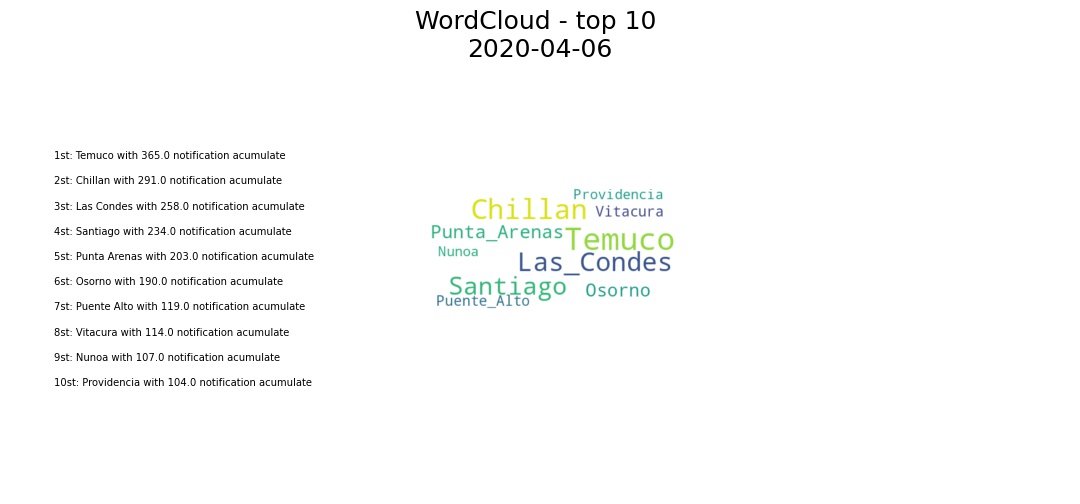 WordCloud - top 10
2020-04-06
1st: Temuco with 365.0 notification acumulate
2st: Chillan with 291.0 notification acumulate
3st: Las Condes with 258.0 notification acumulate
4st: Santiago with 234.0 notification acumulate
5st: Punta Arenas with 203.0 notification acumulate
6st: Osorno with 190.0 notification acumulate
7st: Puente Alto with 119.0 notification acumulate
8st: Vitacura with 114.0 notification acumulate
9st: Nunoa with 107.0 notification acumulate
10st: Providencia with 104.0 notification acumulate
Providencia
Chillan Vitacura
Punta_Arenas Temuco
Nunoa
Las_Condes
Santiago Osorno
Puente_Alto